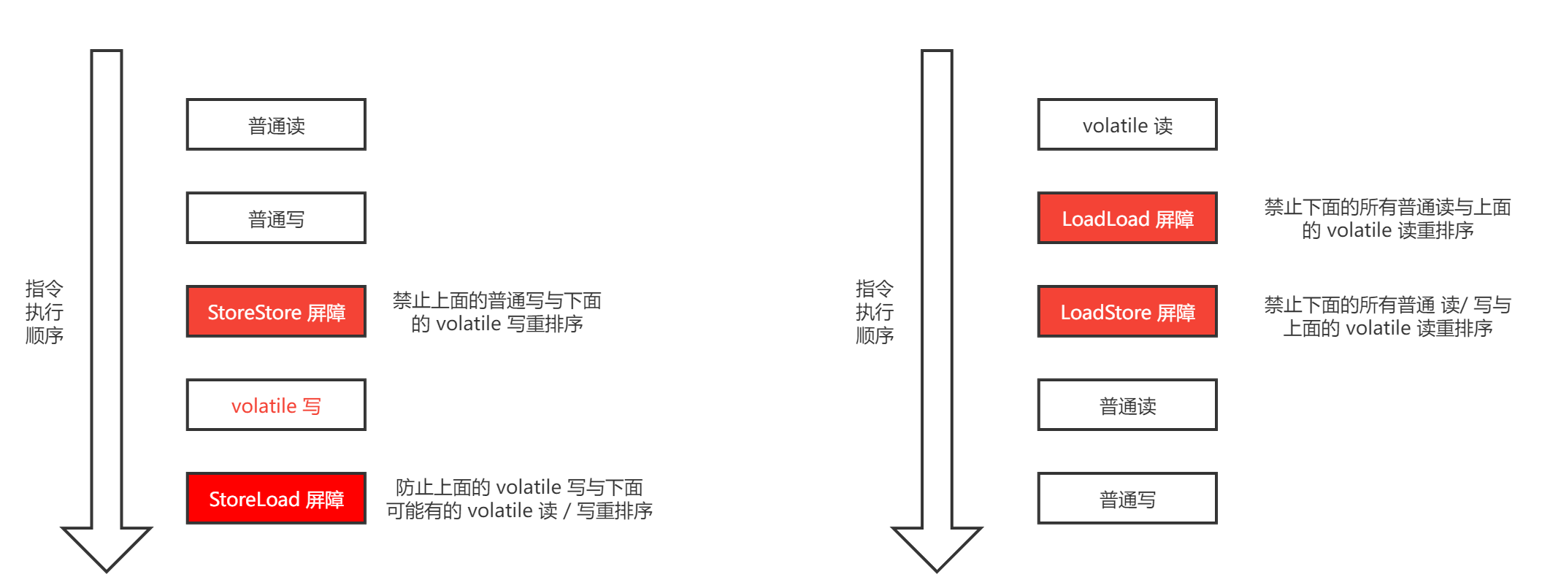 指令
执行
顺序
普通读
普通写
StoreStore 屏障
禁止上面的普通写与下面
的 volatile 写重排序
volatile 写
StoreLoad 屏障
防止上面的 volatile 写与下面
可能有的 volatile 读 / 写重排序
指令
执行
顺序
volatile 读
LoadLoad 屏障
禁止下面的所有普通读与上面
的 volatile 读重排序
LoadStore 屏障
禁止下面的所有普通 读/ 写与
上面的 volatile 读重排序
普通读
普通写